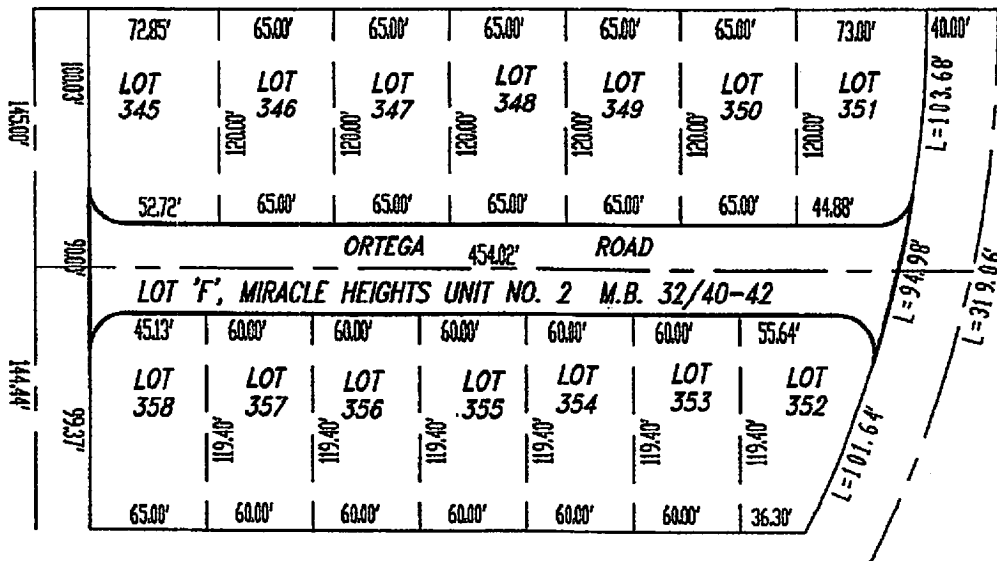 72.85' 65.00' 65.00' 65.00' 65.00' 65.00' 73.00' 40.00'
LOT 345
LOT 346
LOT 347
LOT 348
LOT 349
LOT 350
LOT 351
100.03'
145.00'
120.00' 120.00' 120.00' 120.00' 120.00' 120.00'
L=103.68'
52.72' 65.00' 65.00' 65.00' 65.00' 65.00' 44.88'
90.00'
ORTEGA 454.02' ROAD
L=94.98'
L=319.06'
LOT 'F', MIRACLE HEIGHTS UNIT NO. 2 M.B. 32/40-42
45.13' 60.00' 60.00' 60.00' 60.00' 60.00' 55.64'
LOT 358
LOT 357
LOT 356
LOT 355
LOT 354
LOT 353
LOT 352
144.44'
99.37'
119.40' 119.40' 119.40' 119.40' 119.40' 119.40'
L=101.64'
65.00' 60.00' 60.00' 60.00' 60.00' 60.00' 36.30'